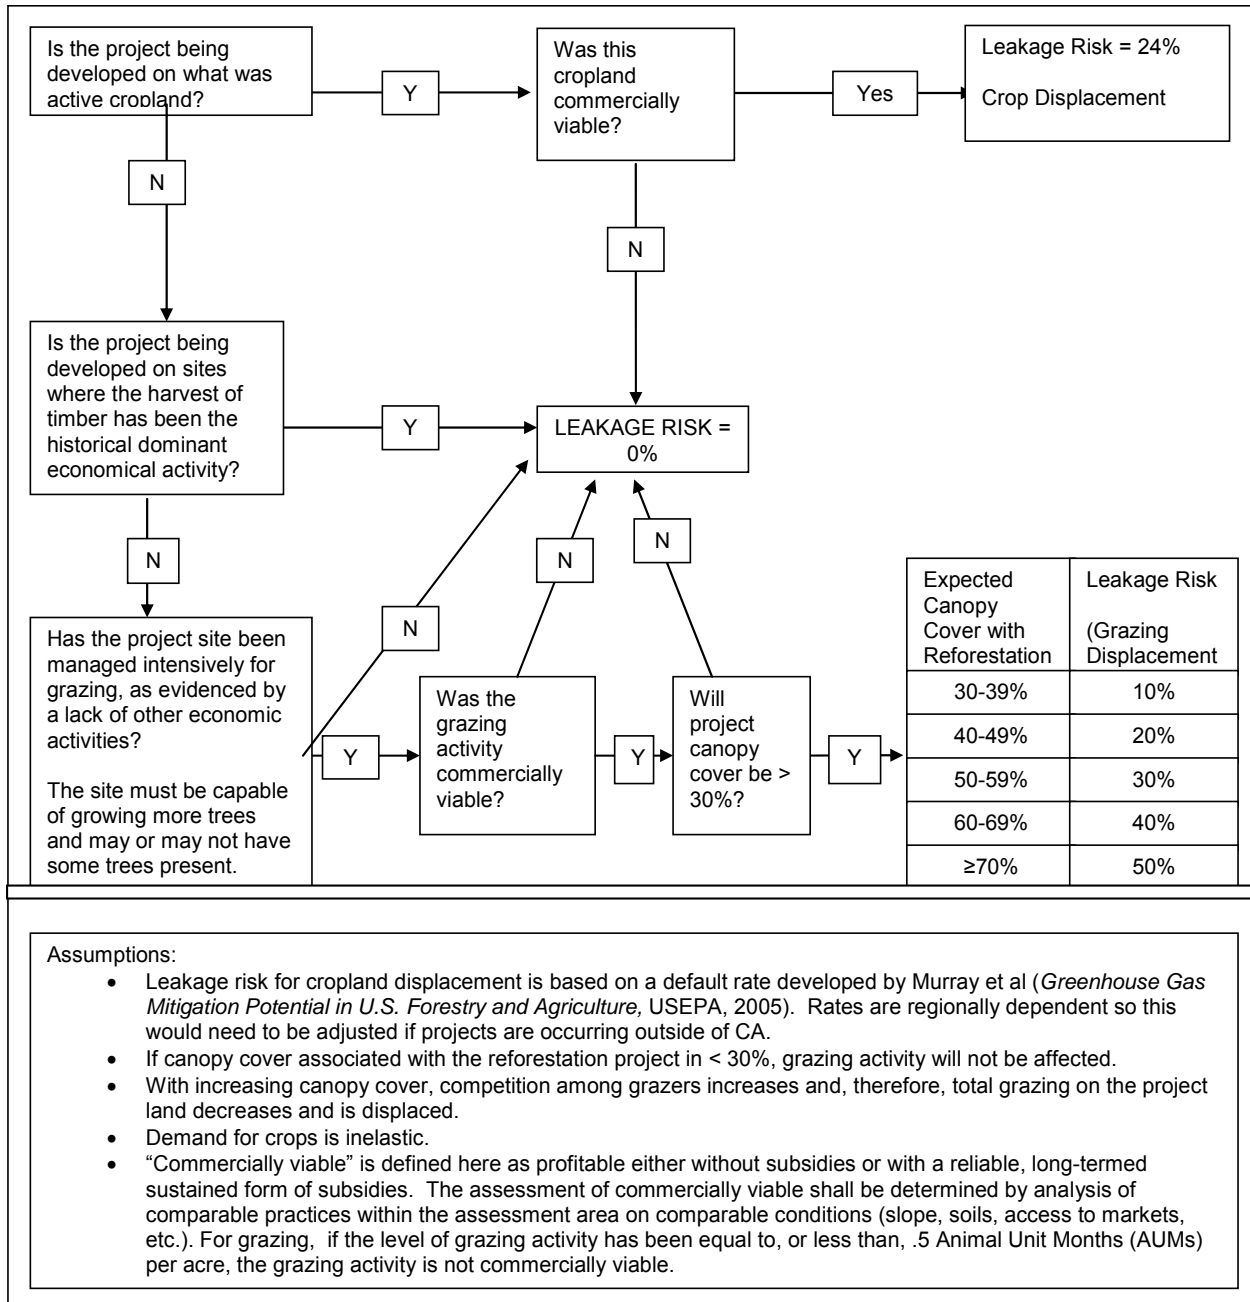 Is the project being
developed on what was
active cropland?
Y
Was this
cropland
commercially
viable?
Yes
Leakage Risk = 24%
Crop Displacement
N
N
Is the project being
developed on sites
where the harvest of
timber has been the
historical dominant
economical activity?
Y
LEAKAGE RISK =
0%
N
N
N
N
Has the project site been
managed intensively for
grazing, as evidenced by
a lack of other economic
activities?
The site must be capable
of growing more trees
and may or may not have
some trees present.
Y
Was the
grazing
activity
commercially
viable?
Y
Will
project
canopy
cover be >
30%?
Y
Expected
Canopy
Cover with
Reforestation
Leakage Risk
(Grazing
Displacement
30-39% 10%
40-49% 20%
50-59% 30%
60-69% 40%
≥70% 50%
Assumptions:
• Leakage risk for cropland displacement is based on a default rate developed by Murray et al (Greenhouse Gas
Mitigation Potential in U.S. Forestry and Agriculture, USEPA, 2005). Rates are regionally dependent so this
would need to be adjusted if projects are occurring outside of CA.
• If canopy cover associated with the reforestation project in < 30%, grazing activity will not be affected.
• With increasing canopy cover, competition among grazers increases and, therefore, total grazing on the project
land decreases and is displaced.
• Demand for crops is inelastic.
• “Commercially viable” is defined here as profitable either without subsidies or with a reliable, long-termed
sustained form of subsidies. The assessment of commercially viable shall be determined by analysis of
comparable practices within the assessment area on comparable conditions (slope, soils, access to markets,
etc.). For grazing, if the level of grazing activity has been equal to, or less than, .5 Animal Unit Months (AUMs)
per acre, the grazing activity is not commercially viable.